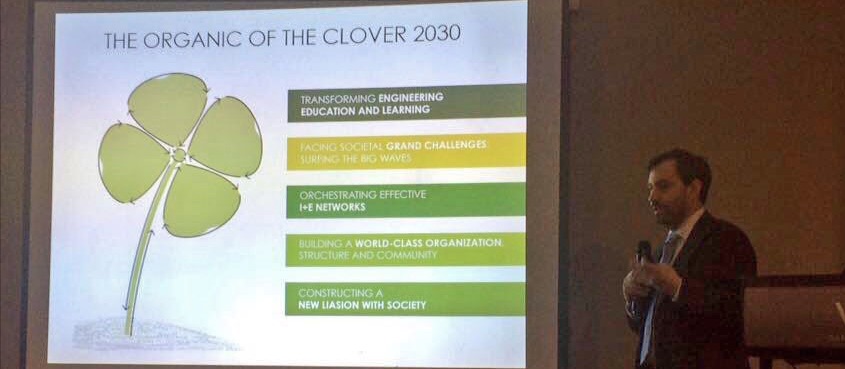 THE ORGANIC OF THE CLOVER 2030
TRANSFORMING ENGINEERING
EDUCATION AND LEARNING
FACING SOCIETAL GRAND CHALLENGES
SURFING THE BIG WAVES
ORCHESTRATING EFFECTIVE
I+E NETWORKS
BUILDING A WORLD-CLASS ORGANIZATION,
STRUCTURE AND COMMUNITY
CONSTRUCTING A
NEW LIASION WITH SOCIETY